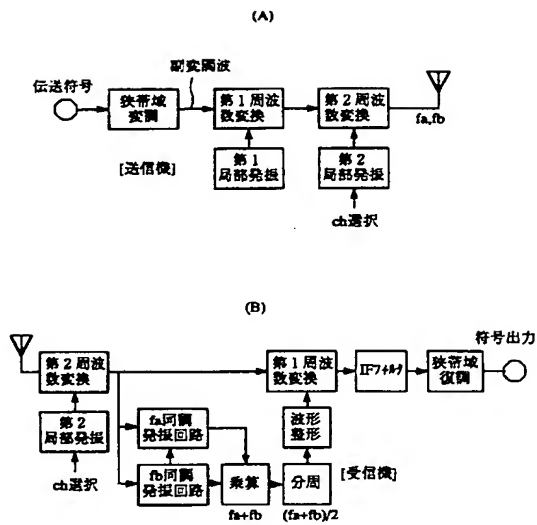 (A)
副変調波
伝送符号
狭帯域
変調
第1周波
数変換
第2周波
数変換
fa,fb
[送信機]
第1
局部発振
第2
局部発振
ch選択
(B)
符号出力
第2周波
数変換
第1周波
数変換
IFフィルタ
狭帯域
復調
第2
局部発振
fa同調
発振回路
波形
整形
ch選択
fb同調
発振回路
乗算
分周
[受信機]
fa+fb
(fa+fb)/2